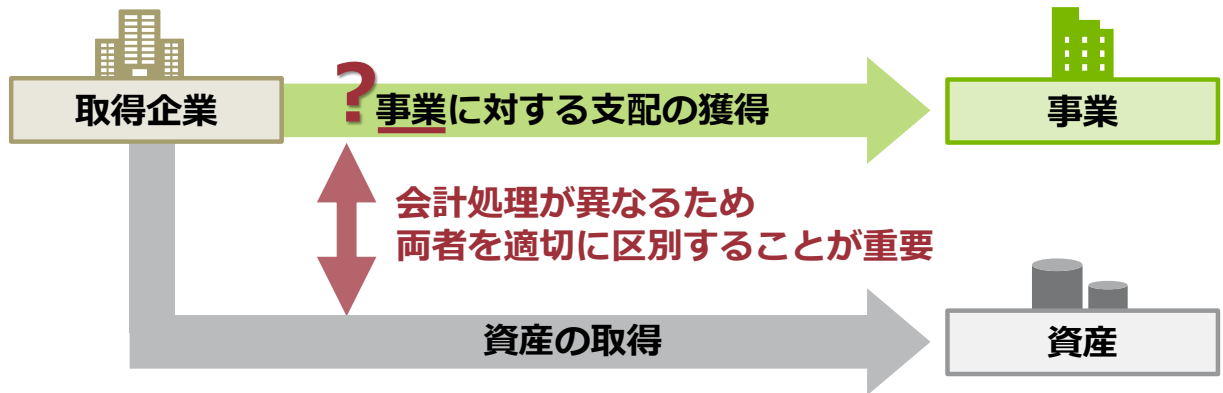 取得企業
?
事業に対する支配の獲得
事業
会計処理が異なるため
両者を適切に区別することが重要
資産の取得
資産